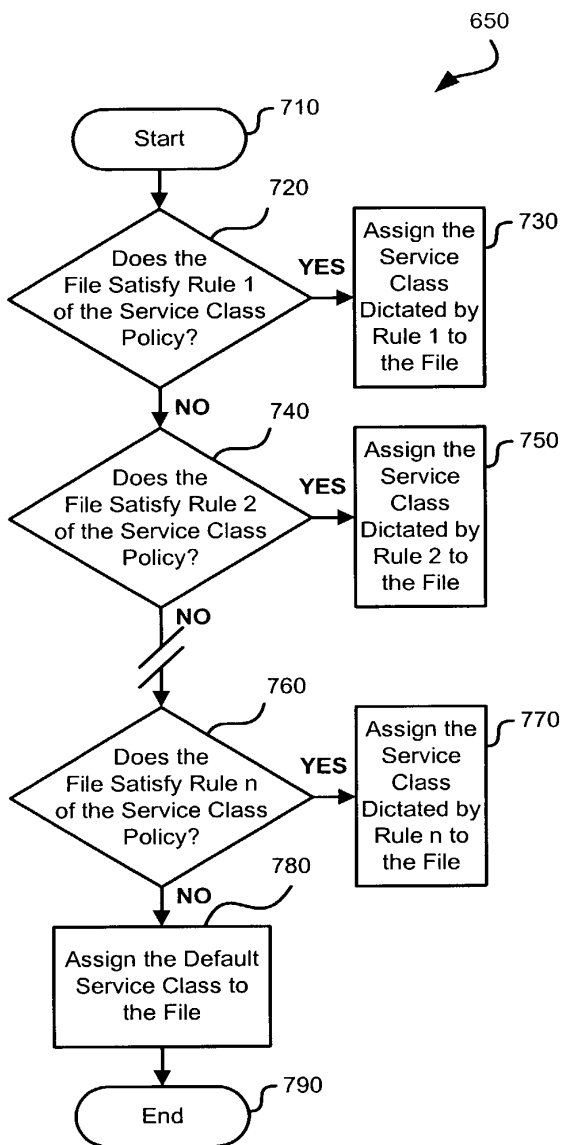 650
710
Start
720
Does the
File Satisfy Rule 1
of the Service Class
Policy?
YES
730
Assign the
Service
Class
Dictated by
Rule 1 to
the File
NO
740
Does the
File Satisfy Rule 2
of the Service Class
Policy?
YES
750
Assign the
Service
Class
Dictated by
Rule 2 to
the File
NO
760
Does the
File Satisfy Rule n
of the Service Class
Policy?
YES
770
Assign the
Service
Class
Dictated by
Rule n to
the File
NO
780
Assign the Default
Service Class to
the File
790
End